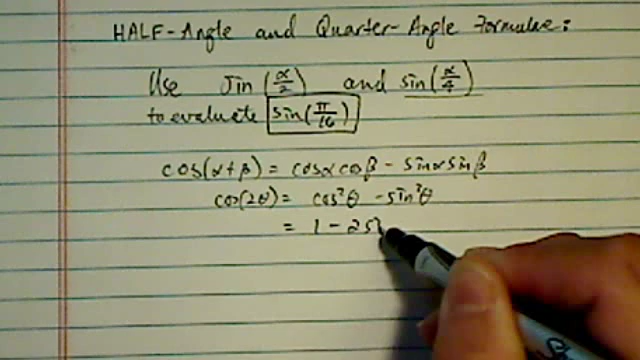 HALF-Angle and Quarter-Angle Formulae:
Use sin(α/2) and sin(α/4)
to evaluate sin(π/16)
cos(α+β) = cosα cosβ - sinα sinβ
cos(2θ) = cos²θ - sin²θ
= 1 - 2s